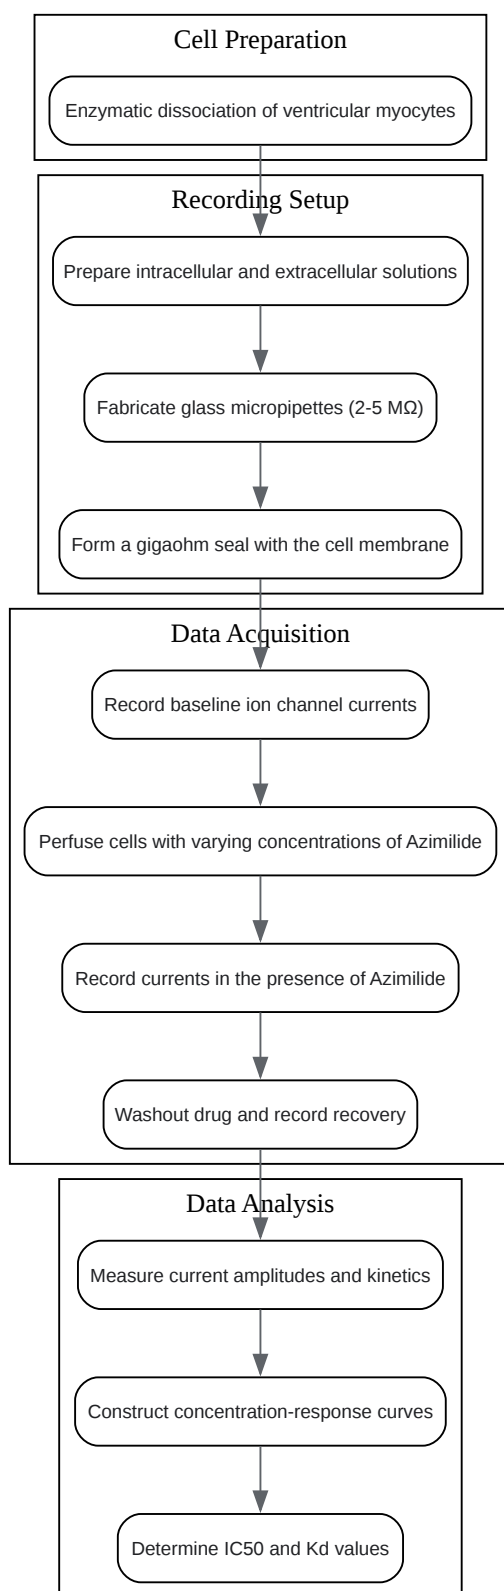 Cell Preparation
Enzymatic dissociation of ventricular myocytes
Recording Setup
Prepare intracellular and extracellular solutions
Fabricate glass micropipettes (2-5 MΩ)
Form a gigaohm seal with the cell membrane
Data Acquisition
Record baseline ion channel currents
Perfuse cells with varying concentrations of Azimilide
Record currents in the presence of Azimilide
Washout drug and record recovery
Data Analysis
Measure current amplitudes and kinetics
Construct concentration-response curves
Determine IC50 and Kd values